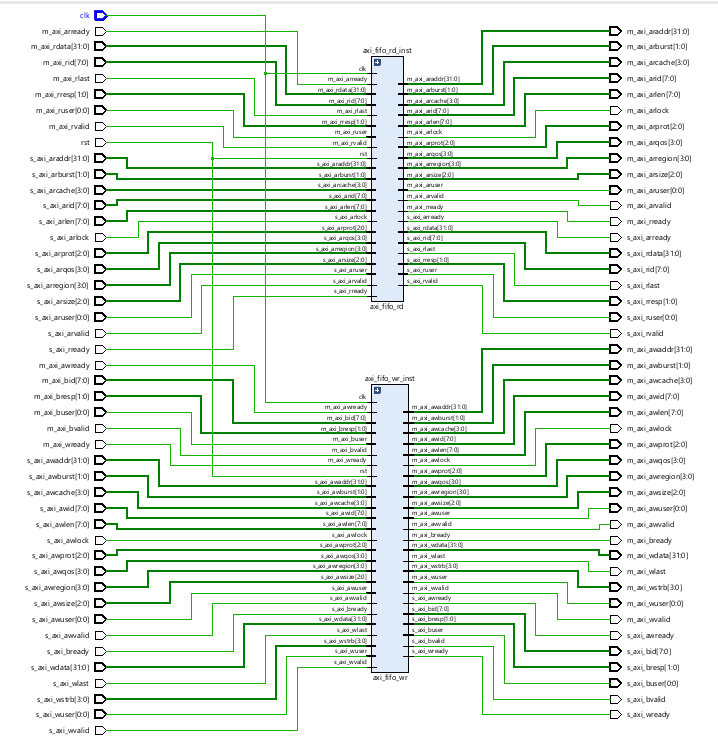 clk
m_axi_arready
m_axi_rdata[31:0]
m_axi_rid[7:0]
m_axi_rlast
m_axi_rresp[1:0]
m_axi_ruser[0:0]
m_axi_rvalid
rst
s_axi_araddr[31:0]
s_axi_arburst[1:0]
s_axi_arcache[3:0]
s_axi_arid[7:0]
s_axi_arlen[7:0]
s_axi_arlock
s_axi_arprot[2:0]
s_axi_arqos[3:0]
s_axi_arregion[3:0]
s_axi_arsize[2:0]
s_axi_aruser[0:0]
s_axi_arvalid
s_axi_rready
m_axi_awready
m_axi_bid[7:0]
m_axi_bresp[1:0]
m_axi_buser[0:0]
m_axi_bvalid
m_axi_wready
s_axi_awaddr[31:0]
s_axi_awburst[1:0]
s_axi_awcache[3:0]
s_axi_awid[7:0]
s_axi_awlen[7:0]
s_axi_awlock
s_axi_awprot[2:0]
s_axi_awqos[3:0]
s_axi_awregion[3:0]
s_axi_awsize[2:0]
s_axi_awuser[0:0]
s_axi_awvalid
s_axi_bready
s_axi_wdata[31:0]
s_axi_wlast
s_axi_wstrb[3:0]
s_axi_wuser[0:0]
s_axi_wvalid
axi_fifo_rd_inst
clk
m_axi_arready
m_axi_rdata[31:0]
m_axi_rid[7:0]
m_axi_rlast
m_axi_rresp[1:0]
m_axi_ruser
m_axi_rvalid
rst
s_axi_araddr[31:0]
s_axi_arburst[1:0]
s_axi_arcache[3:0]
s_axi_arid[7:0]
s_axi_arlen[7:0]
s_axi_arlock
s_axi_arprot[2:0]
s_axi_arqos[3:0]
s_axi_arregion[3:0]
s_axi_arsize[2:0]
s_axi_aruser
s_axi_arvalid
s_axi_rready
m_axi_araddr[31:0]
m_axi_arburst[1:0]
m_axi_arcache[3:0]
m_axi_arid[7:0]
m_axi_arlen[7:0]
m_axi_arlock
m_axi_arprot[2:0]
m_axi_arqos[3:0]
m_axi_arregion[3:0]
m_axi_arsize[2:0]
m_axi_aruser
m_axi_arvalid
m_axi_rready
s_axi_arready
s_axi_rdata[31:0]
s_axi_rid[7:0]
s_axi_rlast
s_axi_rresp[1:0]
s_axi_ruser
s_axi_rvalid
axi_fifo_rd
axi_fifo_wr_inst
clk
m_axi_awready
m_axi_bid[7:0]
m_axi_bresp[1:0]
m_axi_buser
m_axi_bvalid
m_axi_wready
rst
s_axi_awaddr[31:0]
s_axi_awburst[1:0]
s_axi_awcache[3:0]
s_axi_awid[7:0]
s_axi_awlen[7:0]
s_axi_awlock
s_axi_awprot[2:0]
s_axi_awqos[3:0]
s_axi_awregion[3:0]
s_axi_awsize[2:0]
s_axi_awuser
s_axi_awvalid
s_axi_bready
s_axi_wdata[31:0]
s_axi_wlast
s_axi_wstrb[3:0]
s_axi_wuser
s_axi_wvalid
m_axi_awaddr[31:0]
m_axi_awburst[1:0]
m_axi_awcache[3:0]
m_axi_awid[7:0]
m_axi_awlen[7:0]
m_axi_awlock
m_axi_awprot[2:0]
m_axi_awqos[3:0]
m_axi_awregion[3:0]
m_axi_awsize[2:0]
m_axi_awuser
m_axi_awvalid
m_axi_bready
m_axi_wdata[31:0]
m_axi_wlast
m_axi_wstrb[3:0]
m_axi_wuser
m_axi_wvalid
s_axi_awready
s_axi_bid[7:0]
s_axi_bresp[1:0]
s_axi_buser
s_axi_bvalid
s_axi_wready
axi_fifo_wr
m_axi_araddr[31:0]
m_axi_arburst[1:0]
m_axi_arcache[3:0]
m_axi_arid[7:0]
m_axi_arlen[7:0]
m_axi_arlock
m_axi_arprot[2:0]
m_axi_arqos[3:0]
m_axi_arregion[3:0]
m_axi_arsize[2:0]
m_axi_aruser[0:0]
m_axi_arvalid
m_axi_rready
s_axi_arready
s_axi_rdata[31:0]
s_axi_rid[7:0]
s_axi_rlast
s_axi_rresp[1:0]
s_axi_ruser[0:0]
s_axi_rvalid
m_axi_awaddr[31:0]
m_axi_awburst[1:0]
m_axi_awcache[3:0]
m_axi_awid[7:0]
m_axi_awlen[7:0]
m_axi_awlock
m_axi_awprot[2:0]
m_axi_awqos[3:0]
m_axi_awregion[3:0]
m_axi_awsize[2:0]
m_axi_awuser[0:0]
m_axi_awvalid
m_axi_bready
m_axi_wdata[31:0]
m_axi_wlast
m_axi_wstrb[3:0]
m_axi_wuser[0:0]
m_axi_wvalid
s_axi_awready
s_axi_bid[7:0]
s_axi_bresp[1:0]
s_axi_buser[0:0]
s_axi_bvalid
s_axi_wready